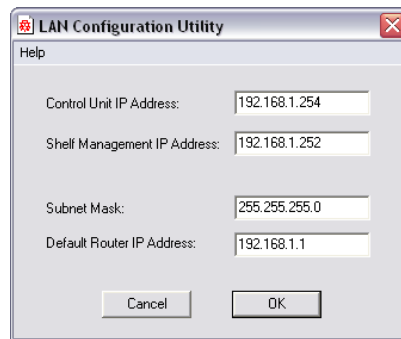 LAN Configuration Utility
Help
Control Unit IP Address: 192.168.1.254
Shelf Management IP Address: 192.168.1.252
Subnet Mask: 255.255.255.0
Default Router IP Address: 192.168.1.1
Cancel OK